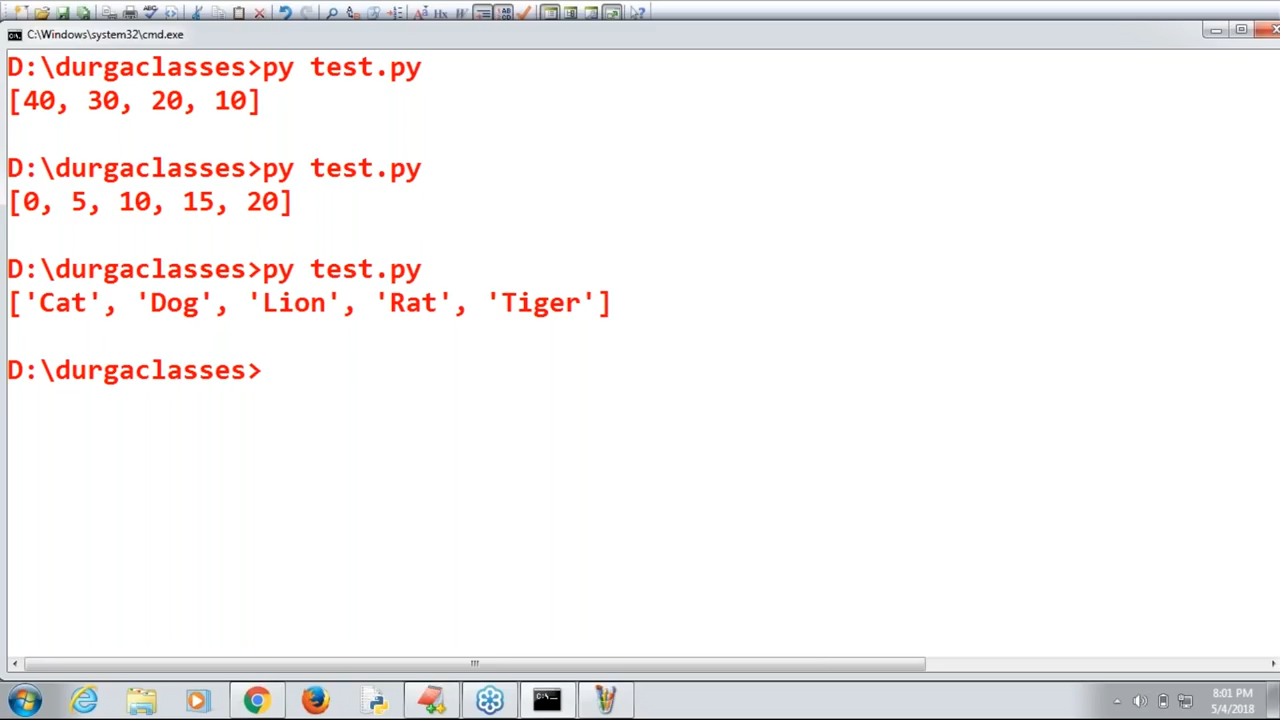 C:\Windows\system32\cmd.exe
D:\durgaclasses>py test.py
[40, 30, 20, 10]
D:\durgaclasses>py test.py
[0, 5, 10, 15, 20]
D:\durgaclasses>py test.py
['Cat', 'Dog', 'Lion', 'Rat', 'Tiger']
D:\durgaclasses>
8:01 PM
5/4/2018